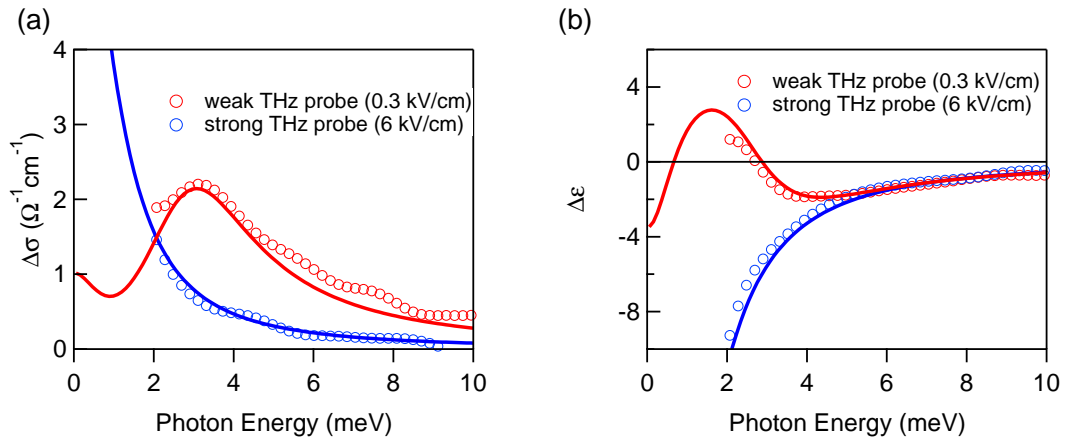 (a)
4
3
2
1
0
Δσ (Ω⁻¹cm⁻¹)
weak THz probe (0.3 kV/cm)
strong THz probe (6 kV/cm)
0 2 4 6 8 10
Photon Energy (meV)
(b)
4
0
-4
-8
Δε
weak THz probe (0.3 kV/cm)
strong THz probe (6 kV/cm)
0 2 4 6 8 10
Photon Energy (meV)